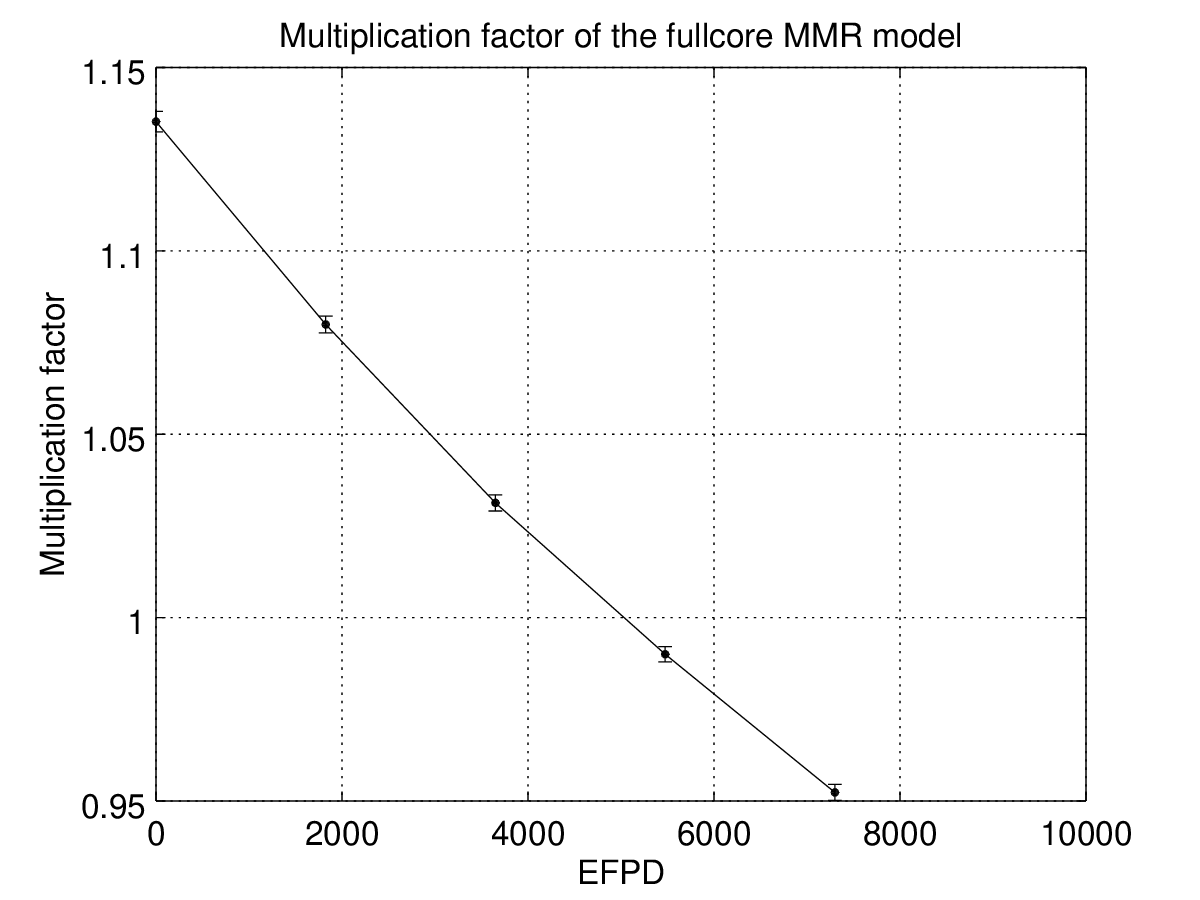 Multiplication factor of the fullcore MMR model
1.15
1.1
1.05
1
0.95
Multiplication factor
0 2000 4000 6000 8000 10000
EFPD